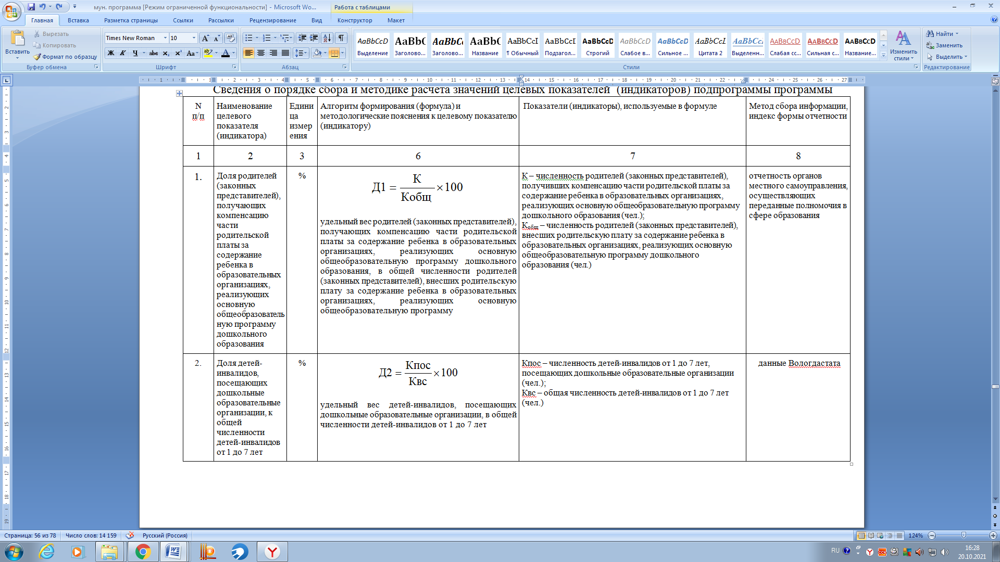 мун. программа [Режим ограниченной функциональности] - Microsoft Wo...
Работа с таблицами
Главная Вставка Разметка страницы Ссылки Рассылки Рецензирование Вид Конструктор Макет
Вставить
Вырезать
Копировать
Формат по образцу
Буфер обмена
Times New Roman 10
Ж К Ч abc x₂ x² Aa
Шрифт
Абзац
AaBbCcD AaBbC AaBbCc AaBbC AaBbCcI AaBbCcI AaBbCcD AaBbCcD AaBbCcD AaBbCcI AaBbCcI AaBbCcD AaBbCcD AaBbCcD
Выделение Заголово... Заголово... Название ¶ Обычный Подзагол... Строгий Слабое в... Сильное ... Цитата 2 Выделенн... Слабая сс... Сильная с... Название...
Стили
Изменить
стили
Найти
Заменить
Выделить
Редактирование
Сведения о порядке сбора и методике расчета значений целевых показателей (индикаторов) подпрограммы программы
N
п/п
Наименование
целевого
показателя
(индикатора)
Едини
ца
измер
ения
Алгоритм формирования (формула) и
методологические пояснения к целевому показателю
(индикатору)
Показатели (индикаторы), используемые в формуле
Метод сбора информации,
индекс формы отчетности
1 2 3 6 7 8
1.
Доля родителей
(законных
представителей),
получающих
компенсацию
части
родительской
платы за
содержание
ребенка в
образовательных
организациях,
реализующих
основную
общеобразователь
ную программу
дошкольного
образования
%
К
Д1 = ×100
Кобщ
удельный вес родителей (законных представителей),
получающих компенсацию части родительской
платы за содержание ребенка в образовательных
организациях, реализующих основную
общеобразовательную программу дошкольного
образования, в общей численности родителей
(законных представителей), внесших родительскую
плату за содержание ребенка в образовательных
организациях, реализующих основную
общеобразовательную программу
К – численность родителей (законных представителей),
получивших компенсацию части родительской платы за
содержание ребенка в образовательных организациях,
реализующих основную общеобразовательную программу
дошкольного образования (чел.);
Кобщ – численность родителей (законных представителей),
внесших родительскую плату за содержание ребенка в
образовательных организациях, реализующих основную
общеобразовательную программу дошкольного
образования (чел.)
отчетность органов
местного самоуправления,
осуществляющих
переданные полномочия в
сфере образования
2.
Доля детей-
инвалидов,
посещающих
дошкольные
образовательные
организации, к
общей
численности
детей-инвалидов
от 1 до 7 лет
%
Кпос
Д2 = ×100
Квс
удельный вес детей-инвалидов, посещающих
дошкольные образовательные организации, в общей
численности детей-инвалидов от 1 до 7 лет
Кпос – численность детей-инвалидов от 1 до 7 лет,
посещающих дошкольные образовательные организации
(чел.);
Квс – общая численность детей-инвалидов от 1 до 7 лет
(чел.)
данные Вологдастата
Страница: 56 из 78 Число слов: 14 159 Русский (Россия) 124%
RU
16:28
20.10.2021